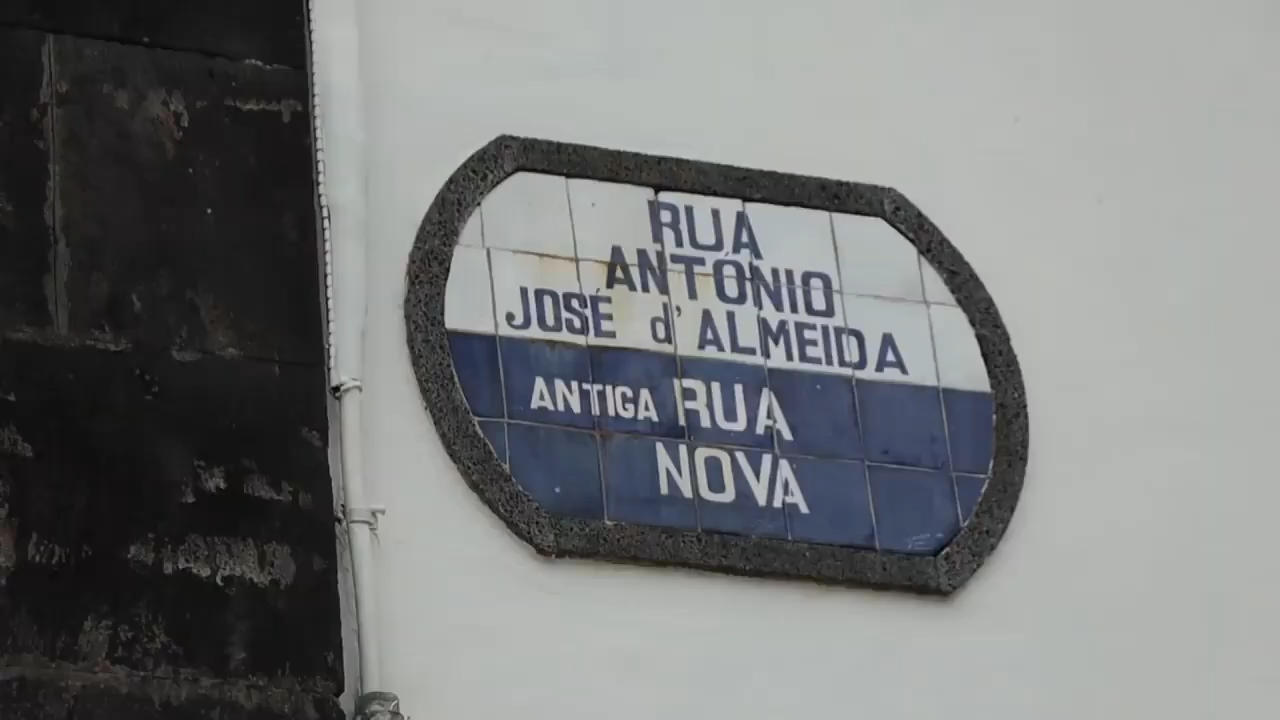 RUA
ANTÓNIO
JOSÉ d'ALMEIDA
ANTIGA RUA
NOVA